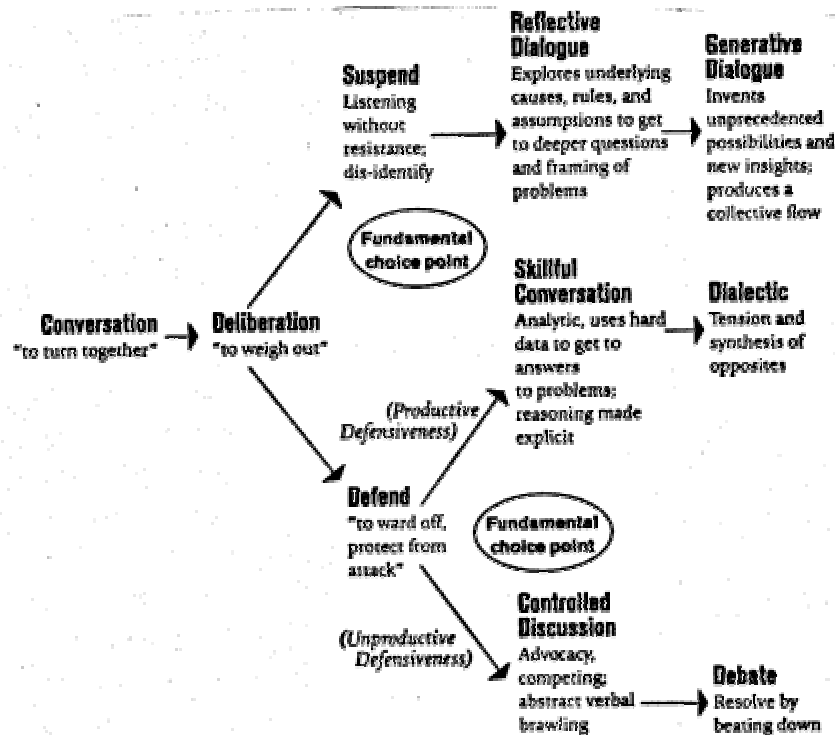 Reflective
Dialogue
Explores underlying
causes, rules, and
assumptions to get
to deeper questions
and framing of
problems
Generative
Dialogue
Invents
unprecedented
possibilities and
new insights;
produces a
collective flow
Suspend
Listening
without
resistance;
dis-identify
Fundamental
choice point
Conversation
"to turn together"
Deliberation
"to weigh out"
Skillful
Conversation
Analytic, uses hard
data to get to
answers
to problems;
reasoning made
explicit
Dialectic
Tension and
synthesis of
opposites
(Productive
Defensiveness)
Defend
"to ward off,
protect from
attack"
Fundamental
choice point
(Unproductive
Defensiveness)
Controlled
Discussion
Advocacy,
competing;
abstract verbal
brawling
Debate
Resolve by
beating down